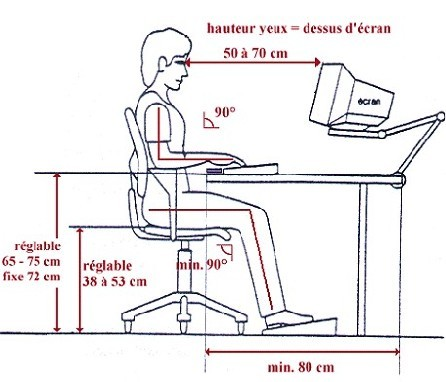 hauteur yeux = dessus d'écran
50 à 70 cm
écran
90°
réglable
65 - 75 cm
fixe 72 cm
réglable
38 à 53 cm
min. 90°
min. 80 cm